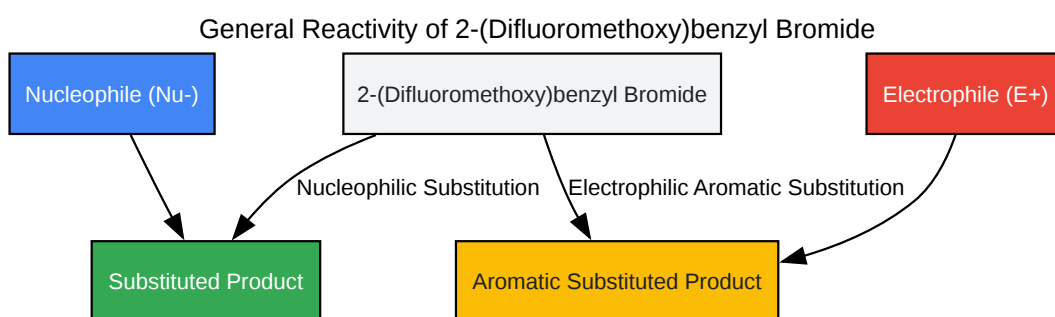 General Reactivity of 2-(Difluoromethoxy)benzyl Bromide
Nucleophile (Nu-)
2-(Difluoromethoxy)benzyl Bromide
Electrophile (E+)
Nucleophilic Substitution
Electrophilic Aromatic Substitution
Substituted Product
Aromatic Substituted Product